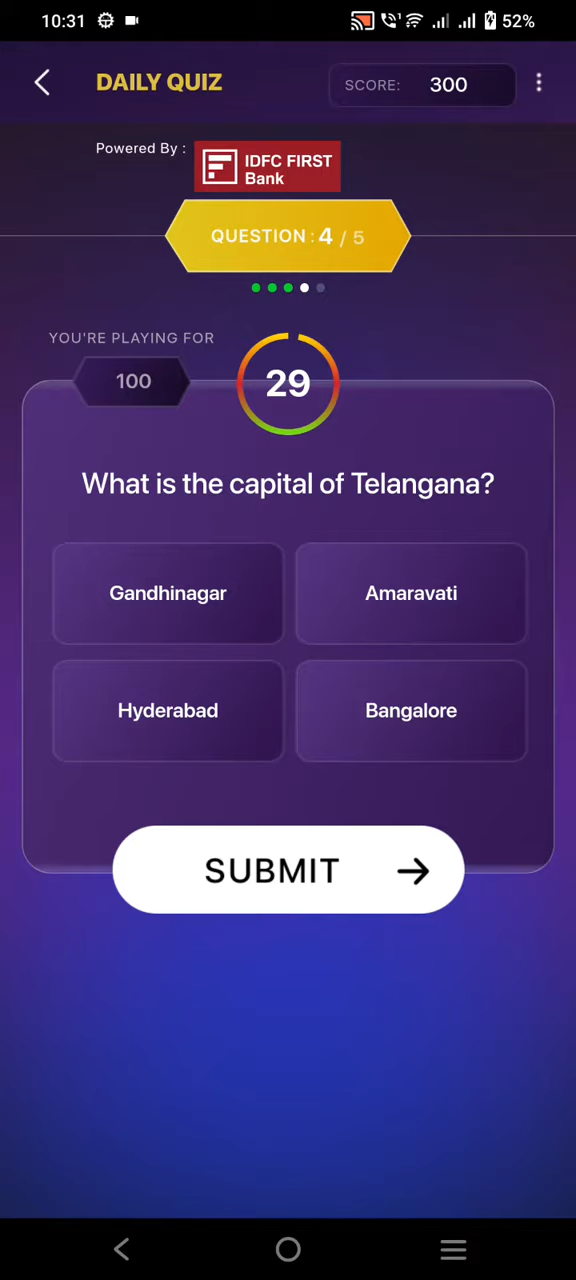 10:31
52%
DAILY QUIZ
SCORE: 300
Powered By :
IDFC FIRST
Bank
QUESTION : 4 / 5
YOU'RE PLAYING FOR
100
29
What is the capital of Telangana?
Gandhinagar
Amaravati
Hyderabad
Bangalore
SUBMIT